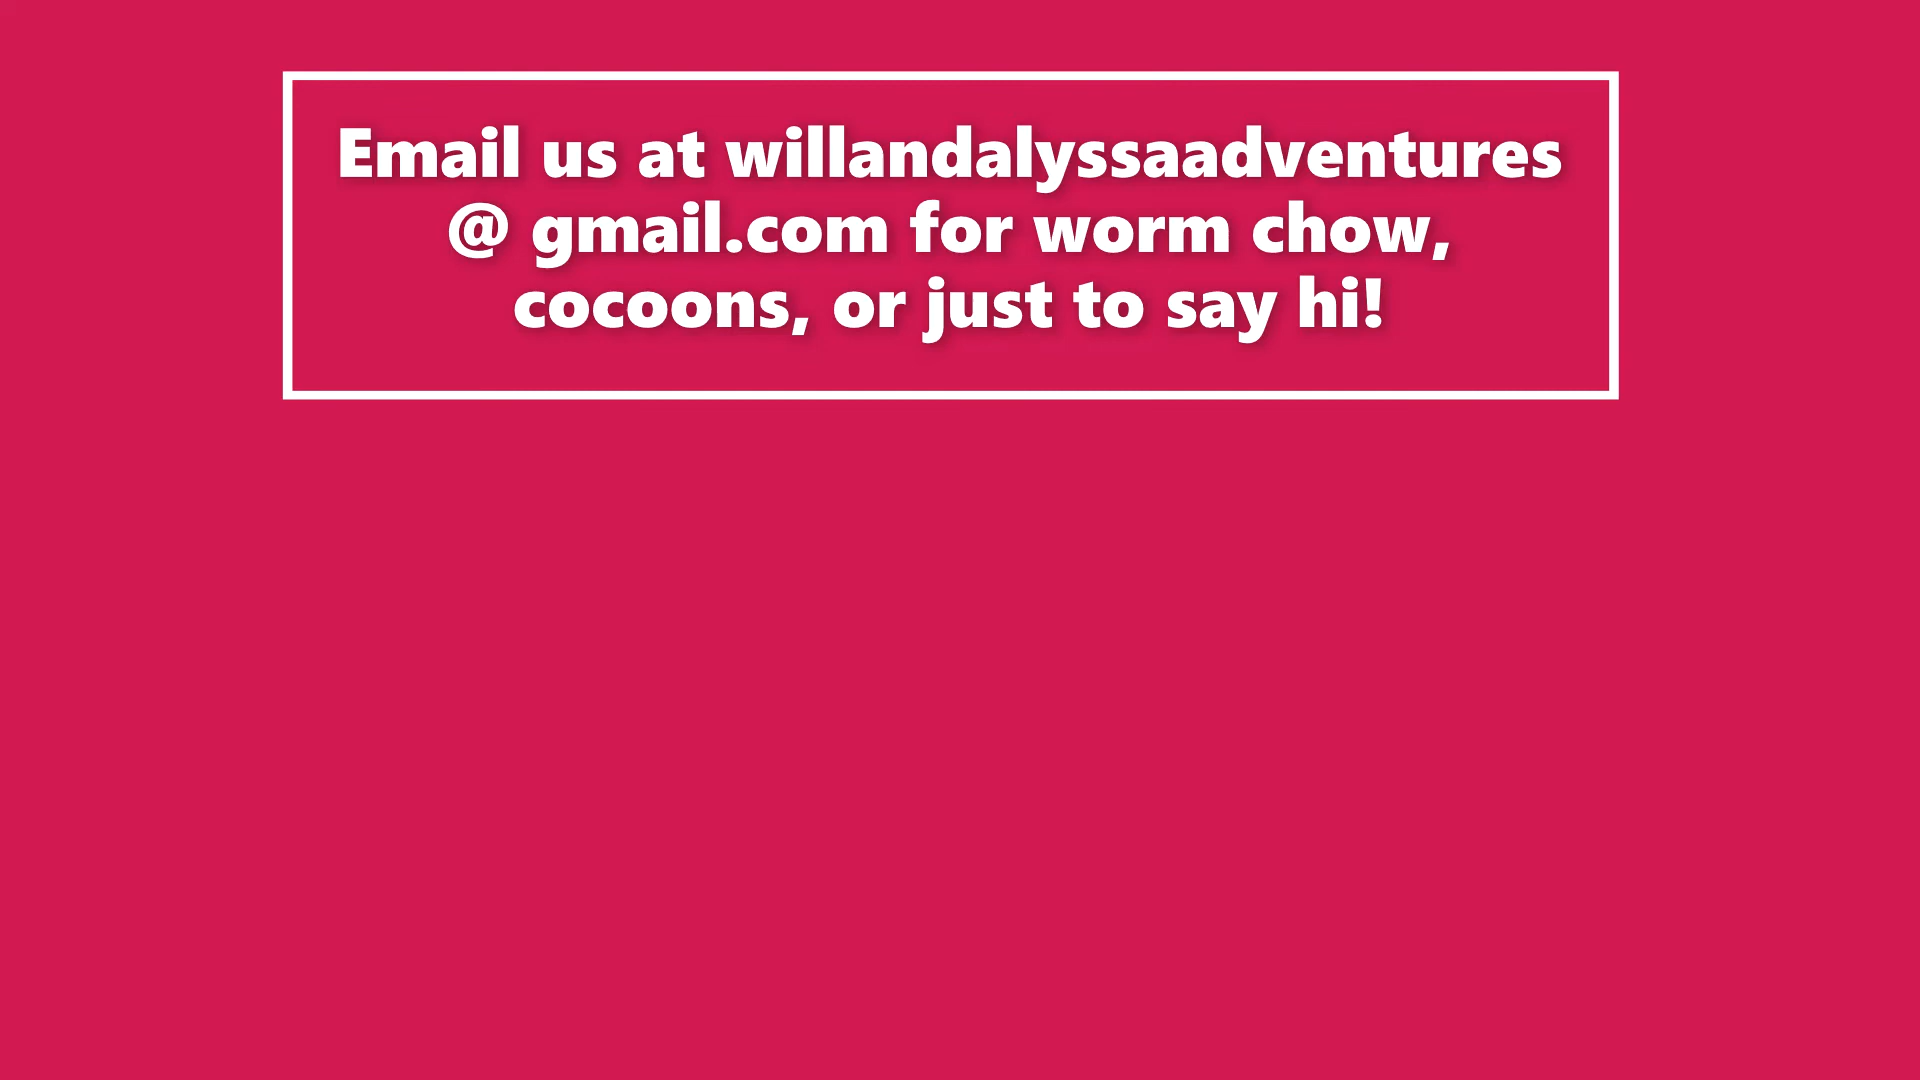 Email us at willandalyssaadventures
@ gmail.com for worm chow,
cocoons, or just to say hi!